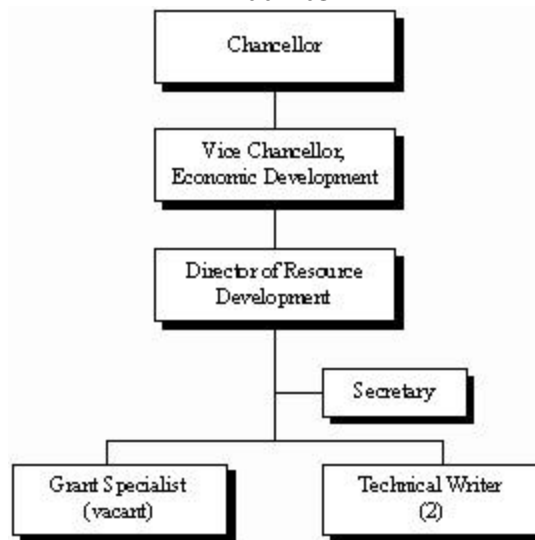 Chancellor
Vice Chancellor,
Economic Development
Director of Resource
Development
Secretary
Grant Specialist
(vacant)
Technical Writer
(2)